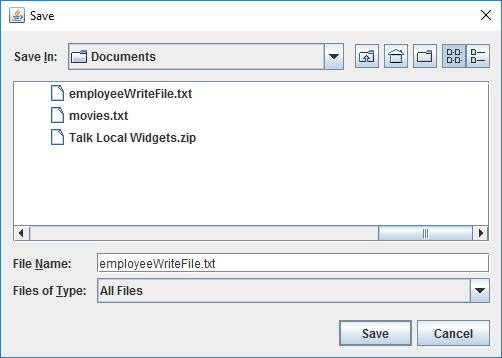 Save
Save In: Documents
employeeWriteFile.txt
movies.txt
Talk Local Widgets.zip
File Name: employeeWriteFile.txt
Files of Type: All Files
Save Cancel